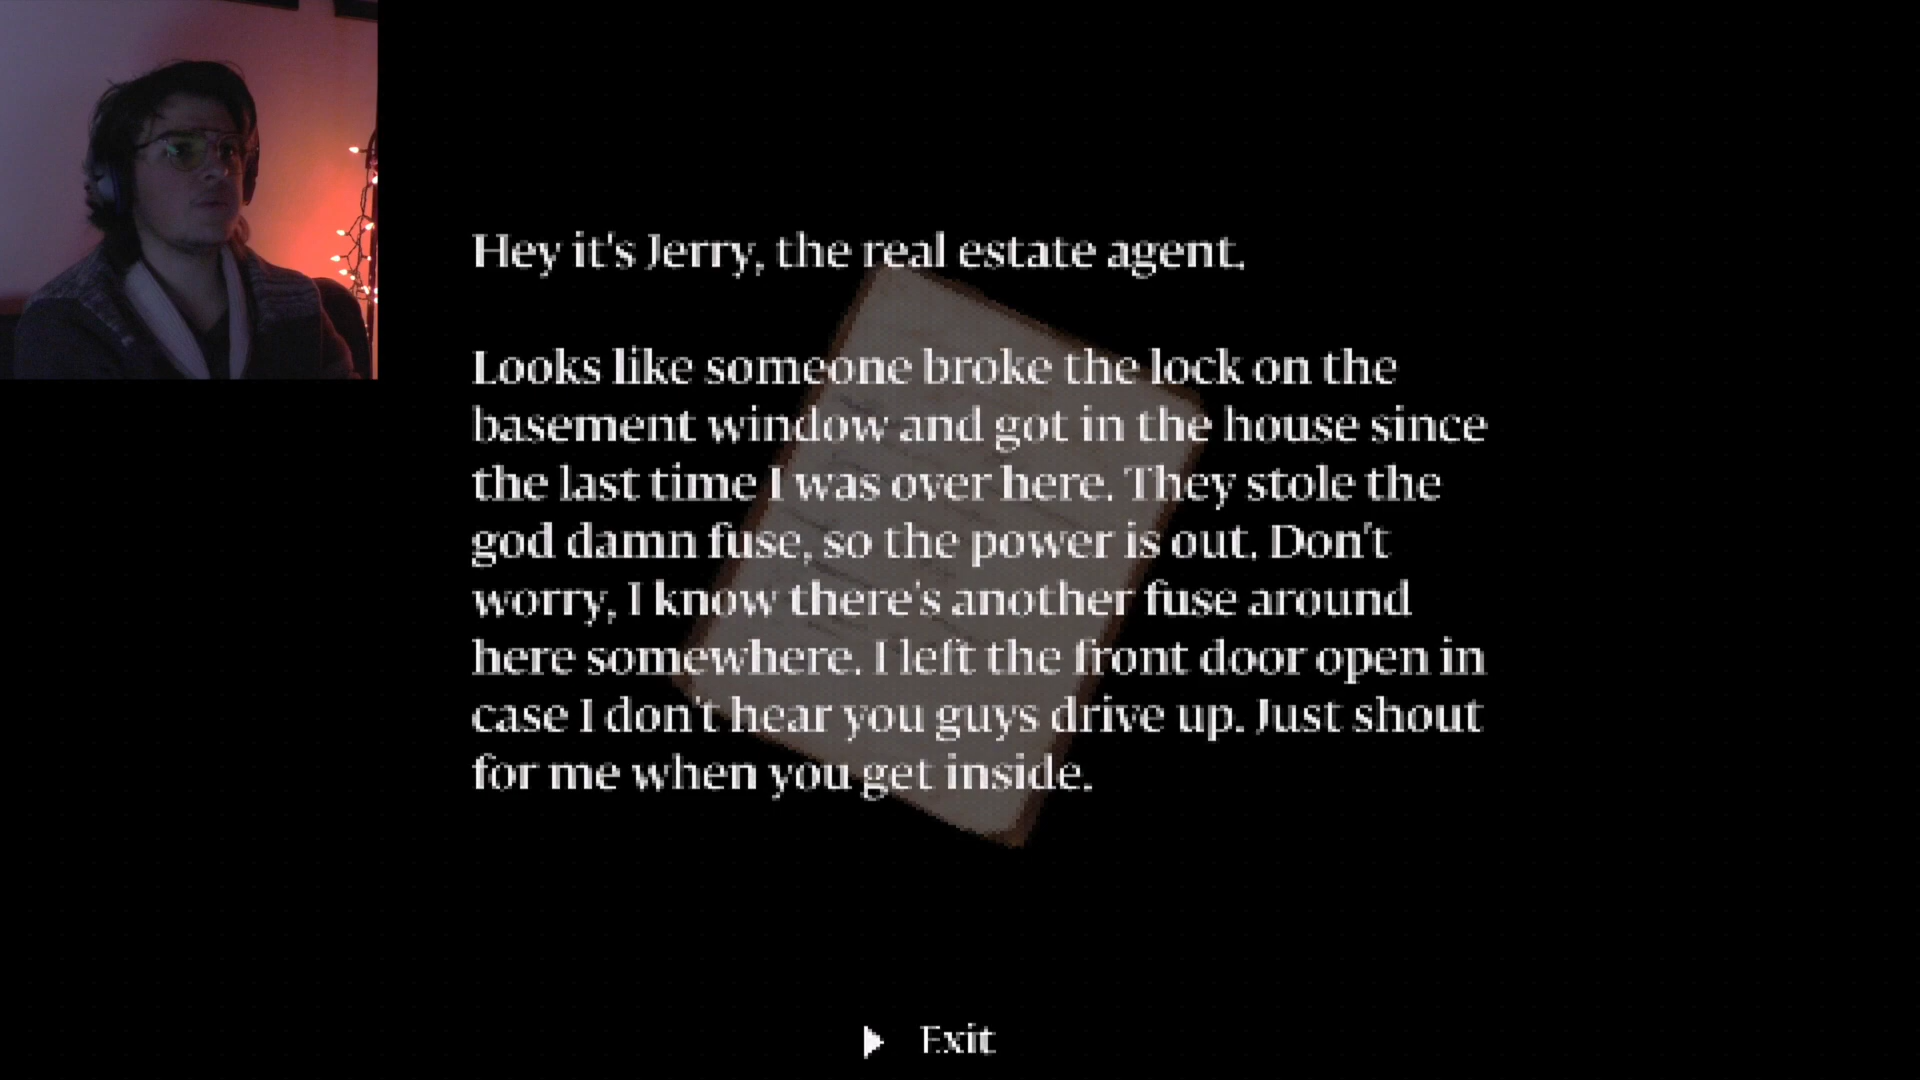 Hey it's Jerry, the real estate agent.
Looks like someone broke the lock on the
basement window and got in the house since
the last time I was over here. They stole the
god damn fuse, so the power is out. Don't
worry, I know there's another fuse around
here somewhere. I left the front door open in
case I don't hear you guys drive up. Just shout
for me when you get inside.
Exit